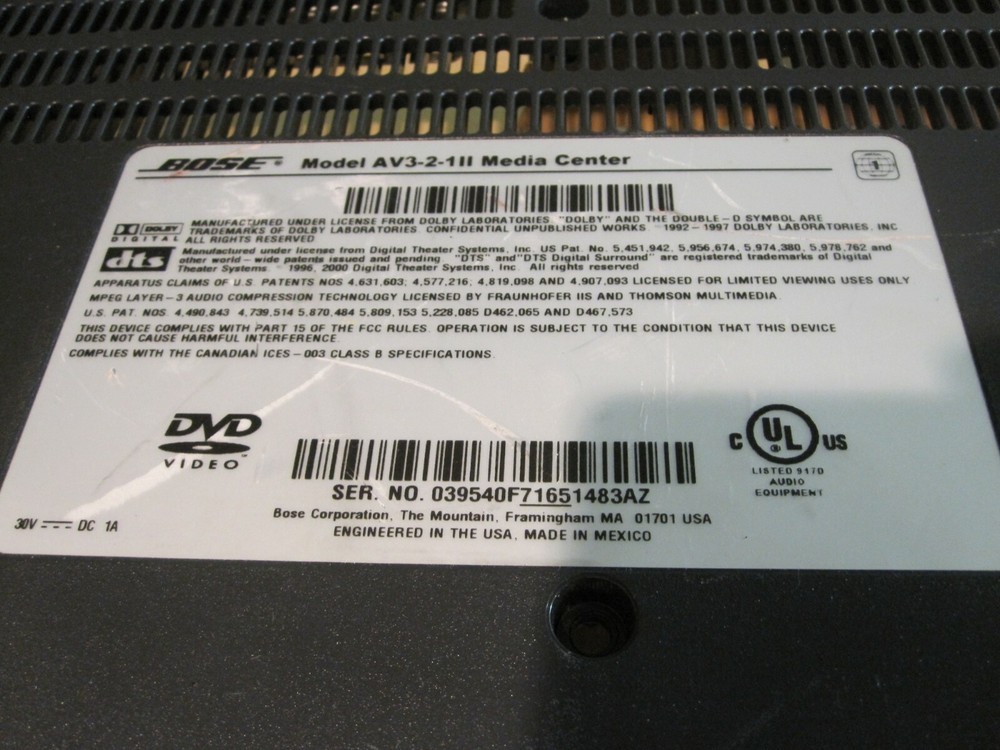 BOSE® Model AV3-2-1II Media Center
1
MANUFACTURED UNDER LICENSE FROM DOLBY LABORATORIES. "DOLBY" AND THE DOUBLE-D SYMBOL ARE
DOLBY TRADEMARKS OF DOLBY LABORATORIES CONFIDENTIAL UNPUBLISHED WORKS 1992-1997 DOLBY LABORATORIES, INC
DIGITAL ALL RIGHTS RESERVED
Manufactured under license from Digital Theater Systems, Inc. US Pat. No. 5,451,942, 5,956,674, 5,974,380, 5,978,762 and
dts other world-wide patents issued and pending "DTS" and "DTS Digital Surround" are registered trademarks of Digital
Theater Systems. 1996, 2000 Digital Theater Systems, Inc. All rights reserved
APPARATUS CLAIMS OF U.S. PATENTS NOS 4,631,603; 4,577,216; 4,819,098 AND 4,907,093 LICENSED FOR LIMITED VIEWING USES ONLY
MPEG LAYER-3 AUDIO COMPRESSION TECHNOLOGY LICENSED BY FRAUNHOFER IIS AND THOMSON MULTIMEDIA.
U.S. PAT. NOS. 4,490,843 4,739,514 5,870,484 5,809,153 5,228,085 D462,065 AND D467,573
THIS DEVICE COMPLIES WITH PART 15 OF THE FCC RULES. OPERATION IS SUBJECT TO THE CONDITION THAT THIS DEVICE
DOES NOT CAUSE HARMFUL INTERFERENCE.
COMPLIES WITH THE CANADIAN ICES-003 CLASS B SPECIFICATIONS.
DVD
VIDEO™
C UL® US
LISTED 917D
AUDIO
EQUIPMENT
SER. NO. 039540F71651483AZ
30V DC 1A
Bose Corporation, The Mountain, Framingham MA 01701 USA
ENGINEERED IN THE USA, MADE IN MEXICO